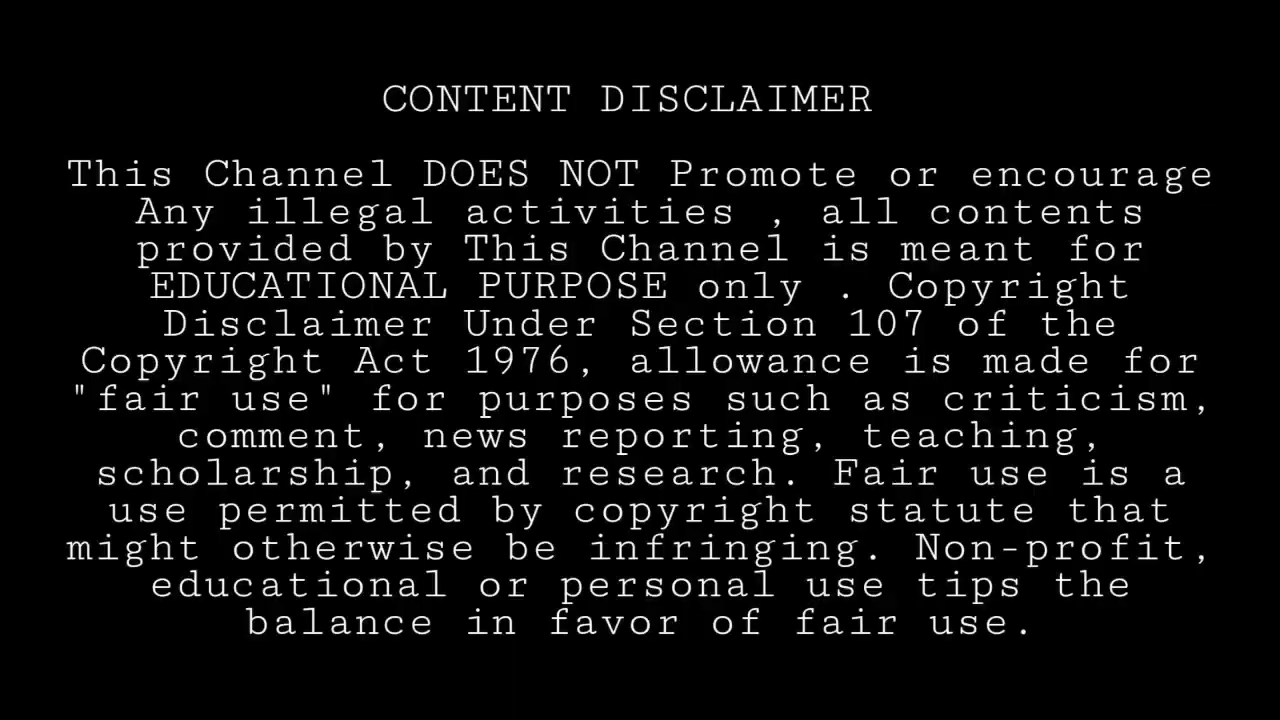 CONTENT DISCLAIMER
This Channel DOES NOT Promote or encourage
Any illegal activities , all contents
provided by This Channel is meant for
EDUCATIONAL PURPOSE only . Copyright
Disclaimer Under Section 107 of the
Copyright Act 1976, allowance is made for
"fair use" for purposes such as criticism,
comment, news reporting, teaching,
scholarship, and research. Fair use is a
use permitted by copyright statute that
might otherwise be infringing. Non-profit,
educational or personal use tips the
balance in favor of fair use.